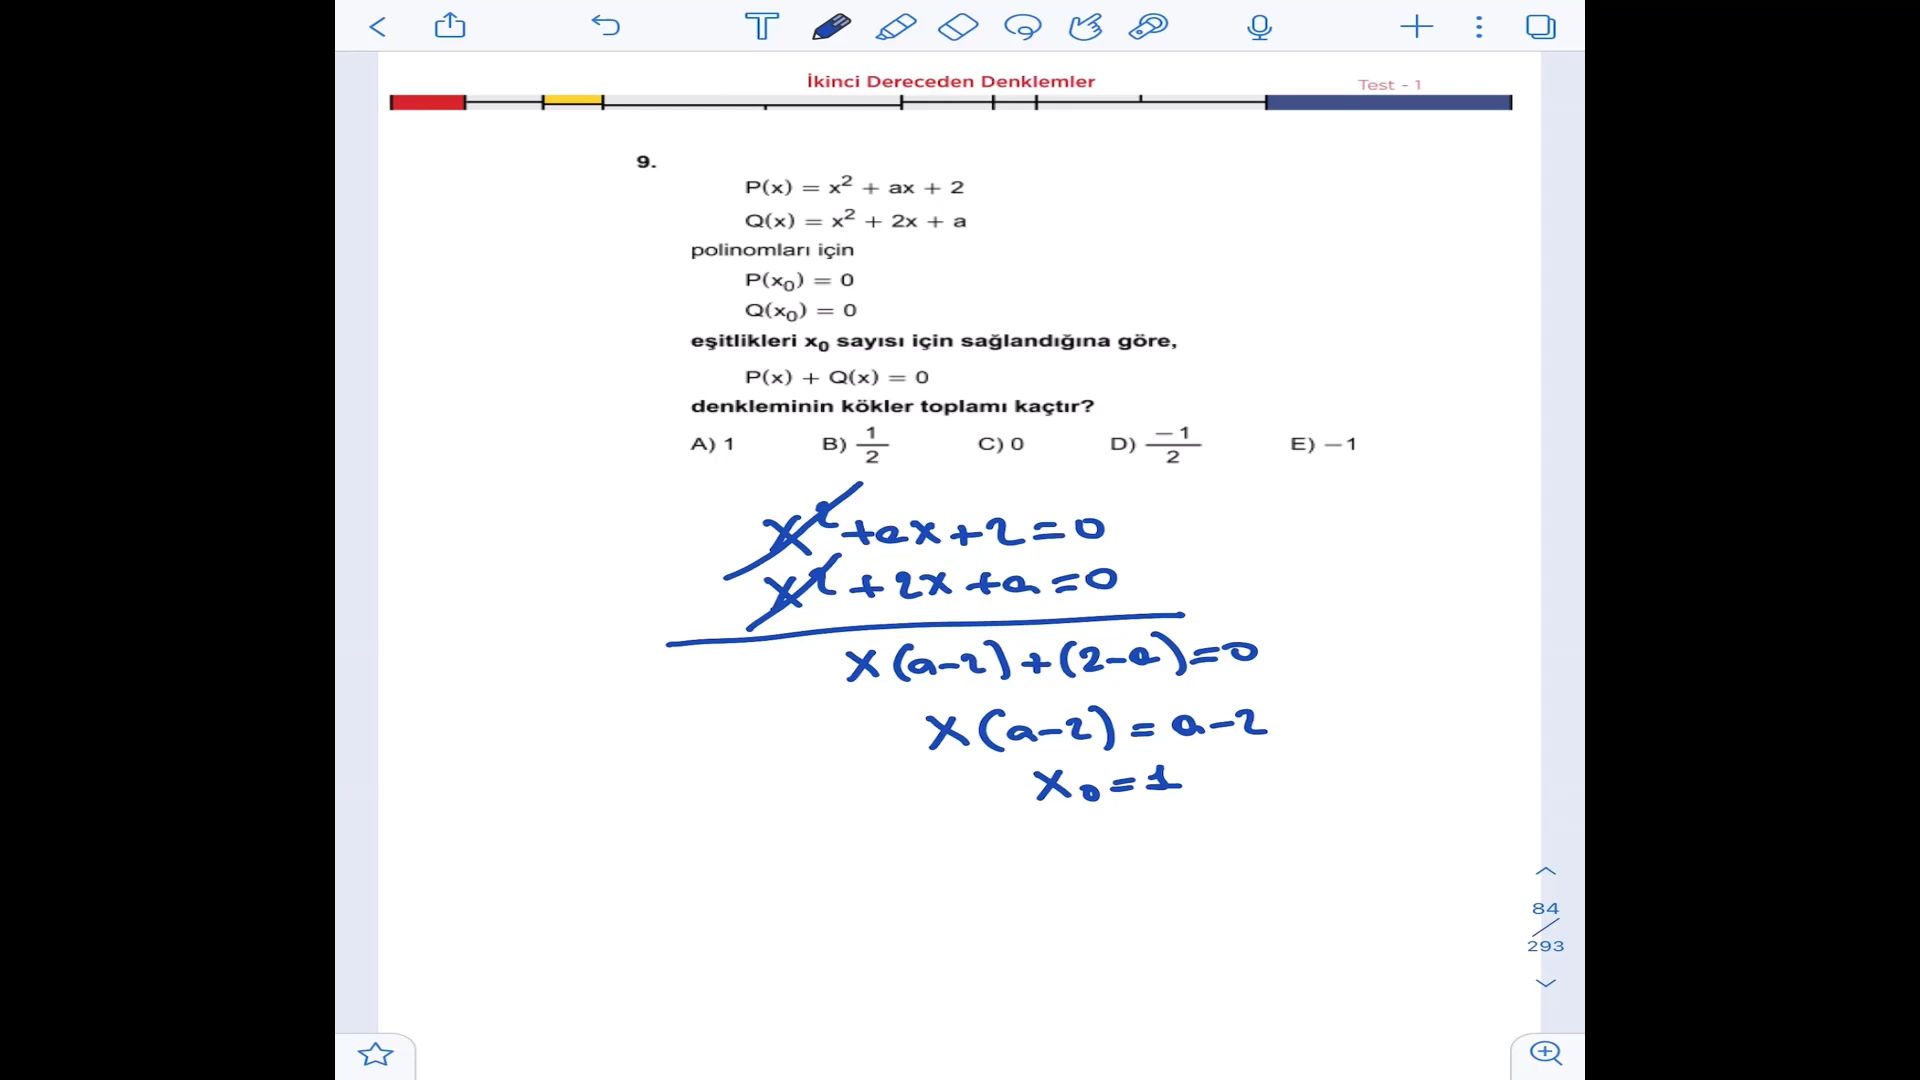 İkinci Dereceden Denklemler
Test - 1
9.
P(x) = x² + ax + 2
Q(x) = x² + 2x + a
polinomları için
P(x₀) = 0
Q(x₀) = 0
eşitlikleri x₀ sayısı için sağlandığına göre,
P(x) + Q(x) = 0
denkleminin kökler toplamı kaçtır?
A) 1 B) 1/2 C) 0 D) -1/2 E) -1
x² + ax + 2 = 0
x² + 2x + a = 0
x(a-2) + (2-a) = 0
x(a-2) = a-2
x₀ = 1
84
293